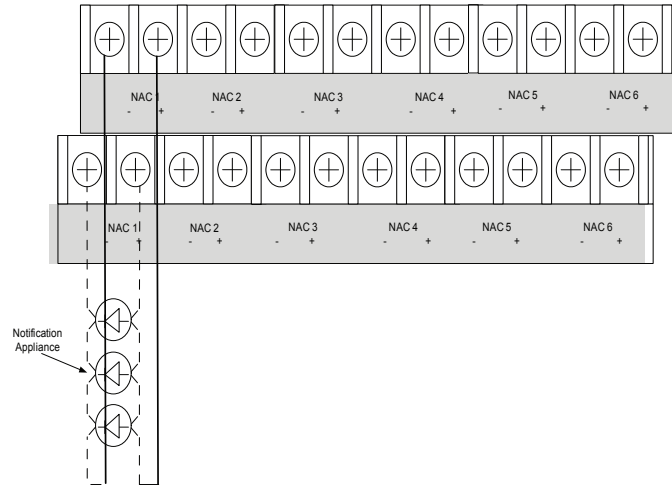 NAC 1 NAC 2 NAC 3 NAC 4 NAC 5 NAC 6
- + - + - + - + - + - +
NAC 1 NAC 2 NAC 3 NAC 4 NAC 5 NAC 6
- + - + - + - + - + - +
Notification
Appliance